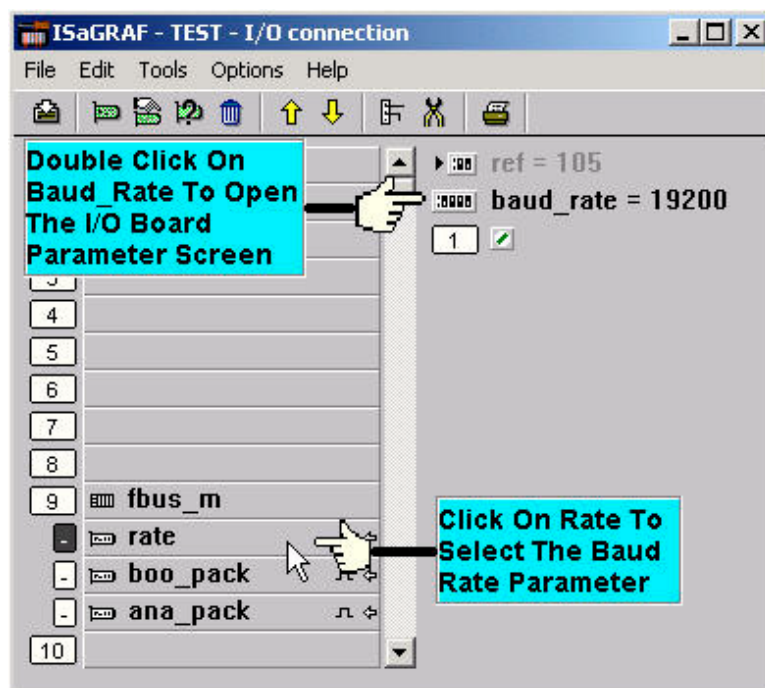 ISaGRAF - TEST - I/O connection
File Edit Tools Options Help
Double Click On
Baud_Rate To Open
The I/O Board
Parameter Screen
ref = 105
baud_rate = 19200
1
4
5
6
7
8
9 fbus_m
- rate
- boo_pack
- ana_pack
10
Click On Rate To
Select The Baud
Rate Parameter